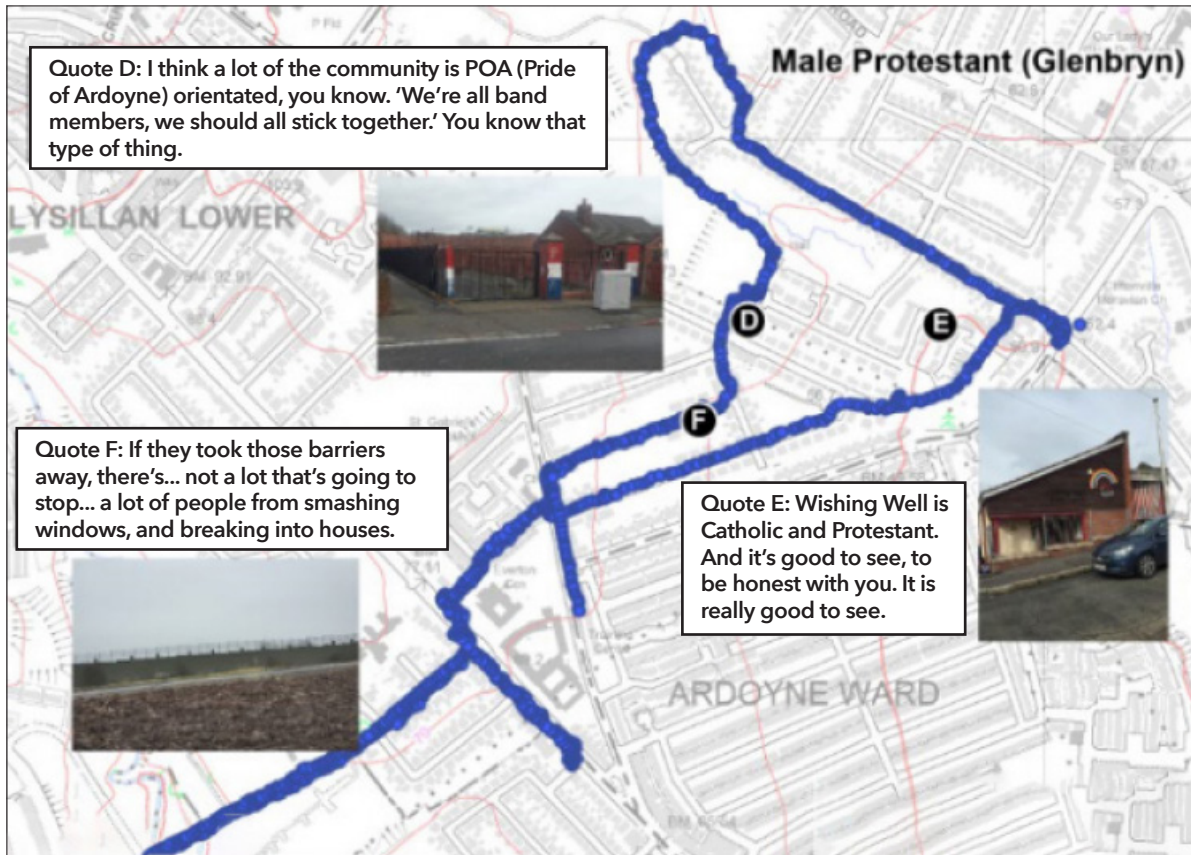 Male Protestant (Glenbryn)
Quote D: I think a lot of the community is POA (Pride
of Ardoyne) orientated, you know. ‘We’re all band
members, we should all stick together.’ You know that
type of thing.
LYSILLAN LOWER
D
E
F
Quote F: If they took those barriers
away, there’s... not a lot that’s going to
stop... a lot of people from smashing
windows, and breaking into houses.
Quote E: Wishing Well is
Catholic and Protestant.
And it’s good to see, to
be honest with you. It is
really good to see.
ARDOYNE WARD